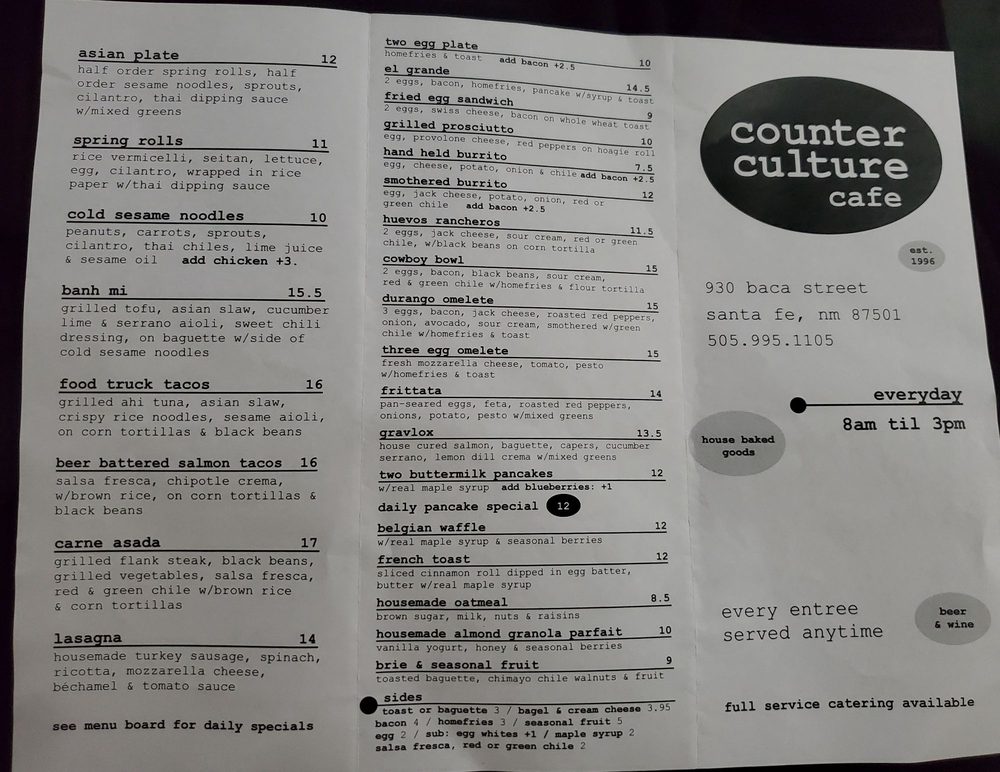 asian plate 12
half order spring rolls, half
order sesame noodles, sprouts,
cilantro, thai dipping sauce
w/mixed greens
spring rolls 11
rice vermicelli, seitan, lettuce,
egg, cilantro, wrapped in rice
paper w/thai dipping sauce
cold sesame noodles 10
peanuts, carrots, sprouts,
cilantro, thai chiles, lime juice
& sesame oil add chicken +3.
banh mi 15.5
grilled tofu, asian slaw, cucumber
lime & serrano aioli, sweet chili
dressing, on baguette w/side of
cold sesame noodles
food truck tacos 16
grilled ahi tuna, asian slaw,
crispy rice noodles, sesame aioli,
on corn tortillas & black beans
beer battered salmon tacos 16
salsa fresca, chipotle crema,
w/brown rice, on corn tortillas &
black beans
carne asada 17
grilled flank steak, black beans,
grilled vegetables, salsa fresca,
red & green chile w/brown rice
& corn tortillas
lasagna 14
housemade turkey sausage, spinach,
ricotta, mozzarella cheese,
béchamel & tomato sauce
see menu board for daily specials
two egg plate 10
homefries & toast add bacon +2.5
el grande 14.5
2 eggs, bacon, homefries, pancake w/syrup & toast
fried egg sandwich 9
2 eggs, swiss cheese, bacon on whole wheat toast
grilled prosciutto 10
egg, provolone cheese, red peppers on hoagie roll
hand held burrito 7.5
egg, cheese, potato, onion & chile add bacon +2.5
smothered burrito 12
egg, jack cheese, potato, onion, red or
green chile add bacon +2.5
huevos rancheros 11.5
2 eggs, jack cheese, sour cream, red or green
chile, w/black beans on corn tortilla
cowboy bowl 15
2 eggs, bacon, black beans, sour cream,
red & green chile w/homefries & flour tortilla
durango omelete 15
3 eggs, bacon, jack cheese, roasted red peppers,
onion, avocado, sour cream, smothered w/green
chile w/homefries & toast
three egg omelete 15
fresh mozzarella cheese, tomato, pesto
w/homefries & toast
frittata 14
pan-seared eggs, feta, roasted red peppers,
onions, potato, pesto w/mixed greens
gravlox 13.5
house cured salmon, baguette, capers, cucumber
serrano, lemon dill crema w/mixed greens
two buttermilk pancakes 12
w/real maple syrup add blueberries: +1
daily pancake special 12
belgian waffle 12
w/real maple syrup & seasonal berries
french toast 12
sliced cinnamon roll dipped in egg batter,
butter w/real maple syrup
housemade oatmeal 8.5
brown sugar, milk, nuts & raisins
housemade almond granola parfait 10
vanilla yogurt, honey & seasonal berries
brie & seasonal fruit 9
toasted baguette, chimayo chile walnuts & fruit
sides
toast or baguette 3 / bagel & cream cheese 3.95
bacon 4 / homefries 3 / seasonal fruit 5
egg 2 / sub: egg whites +1 / maple syrup 2
salsa fresca, red or green chile 2
counter
culture
cafe
est.
1996
930 baca street
santa fe, nm 87501
505.995.1105
everyday
8am til 3pm
house baked
goods
every entree
served anytime
beer
& wine
full service catering available